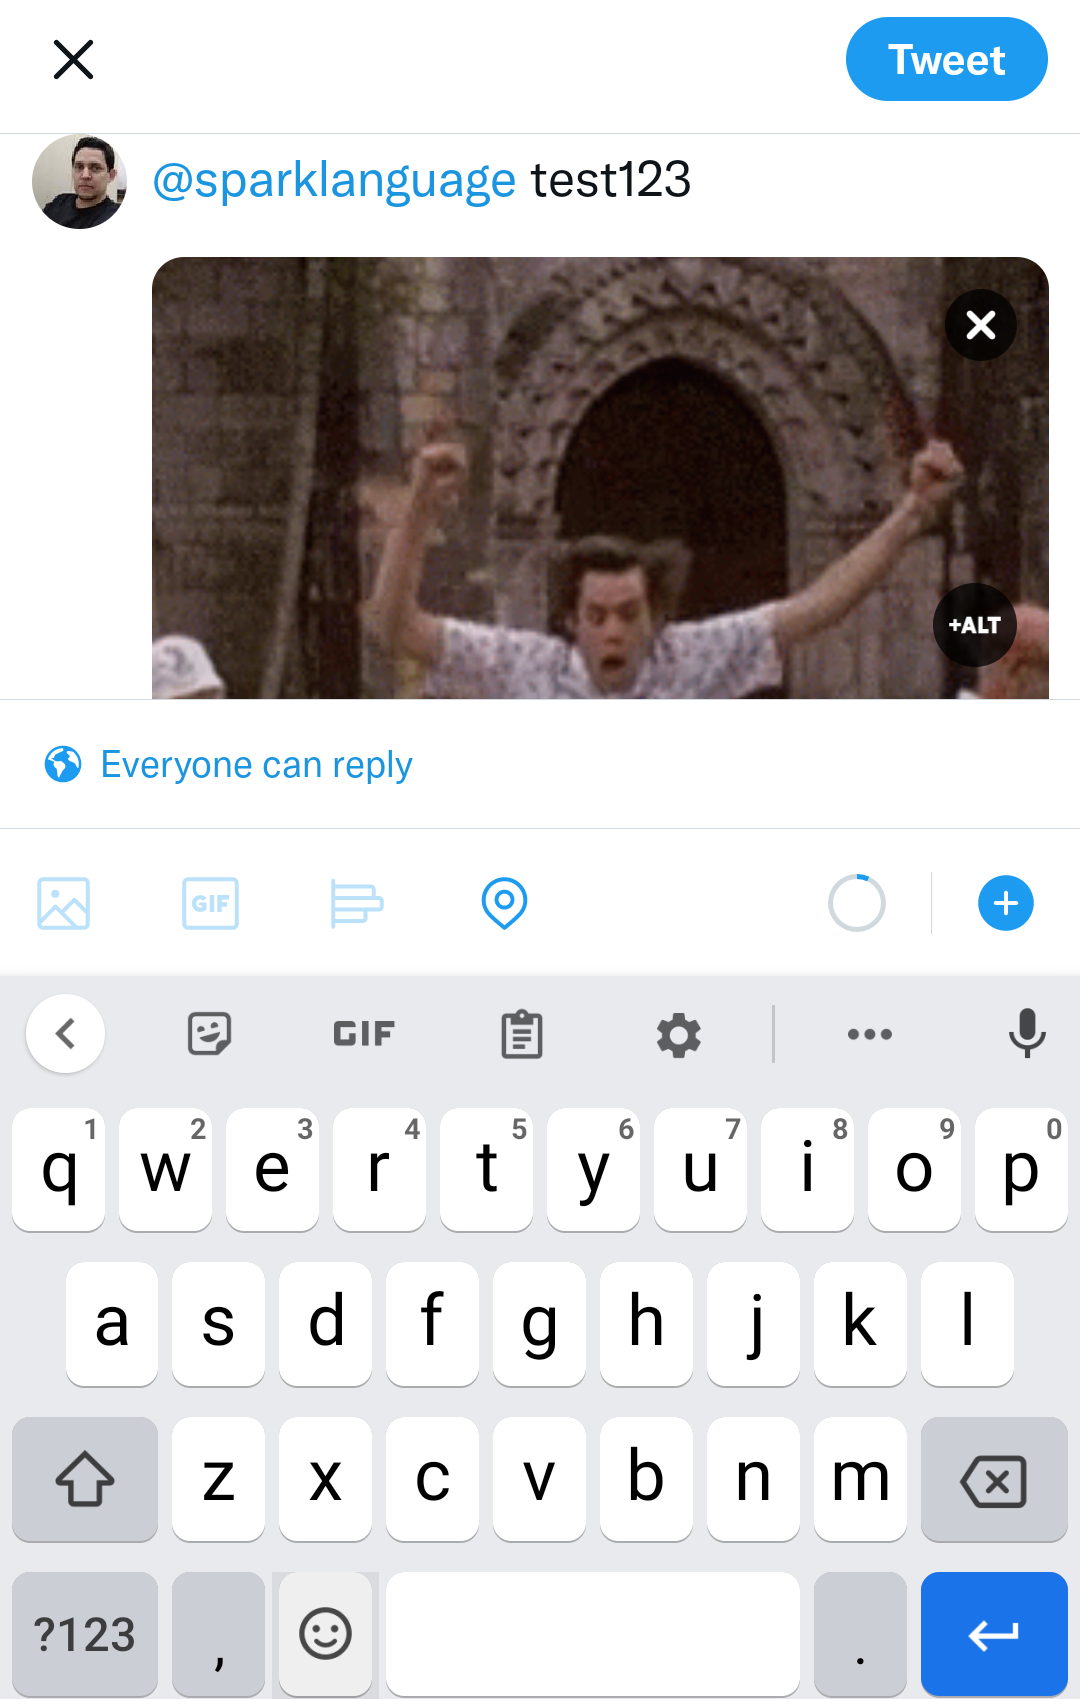 Tweet
@sparklanguage test123
+ALT
Everyone can reply
GIF
GIF
1 2 3 4 5 6 7 8 9 0
q w e r t y u i o p
a s d f g h j k l
z x c v b n m
?123 , .